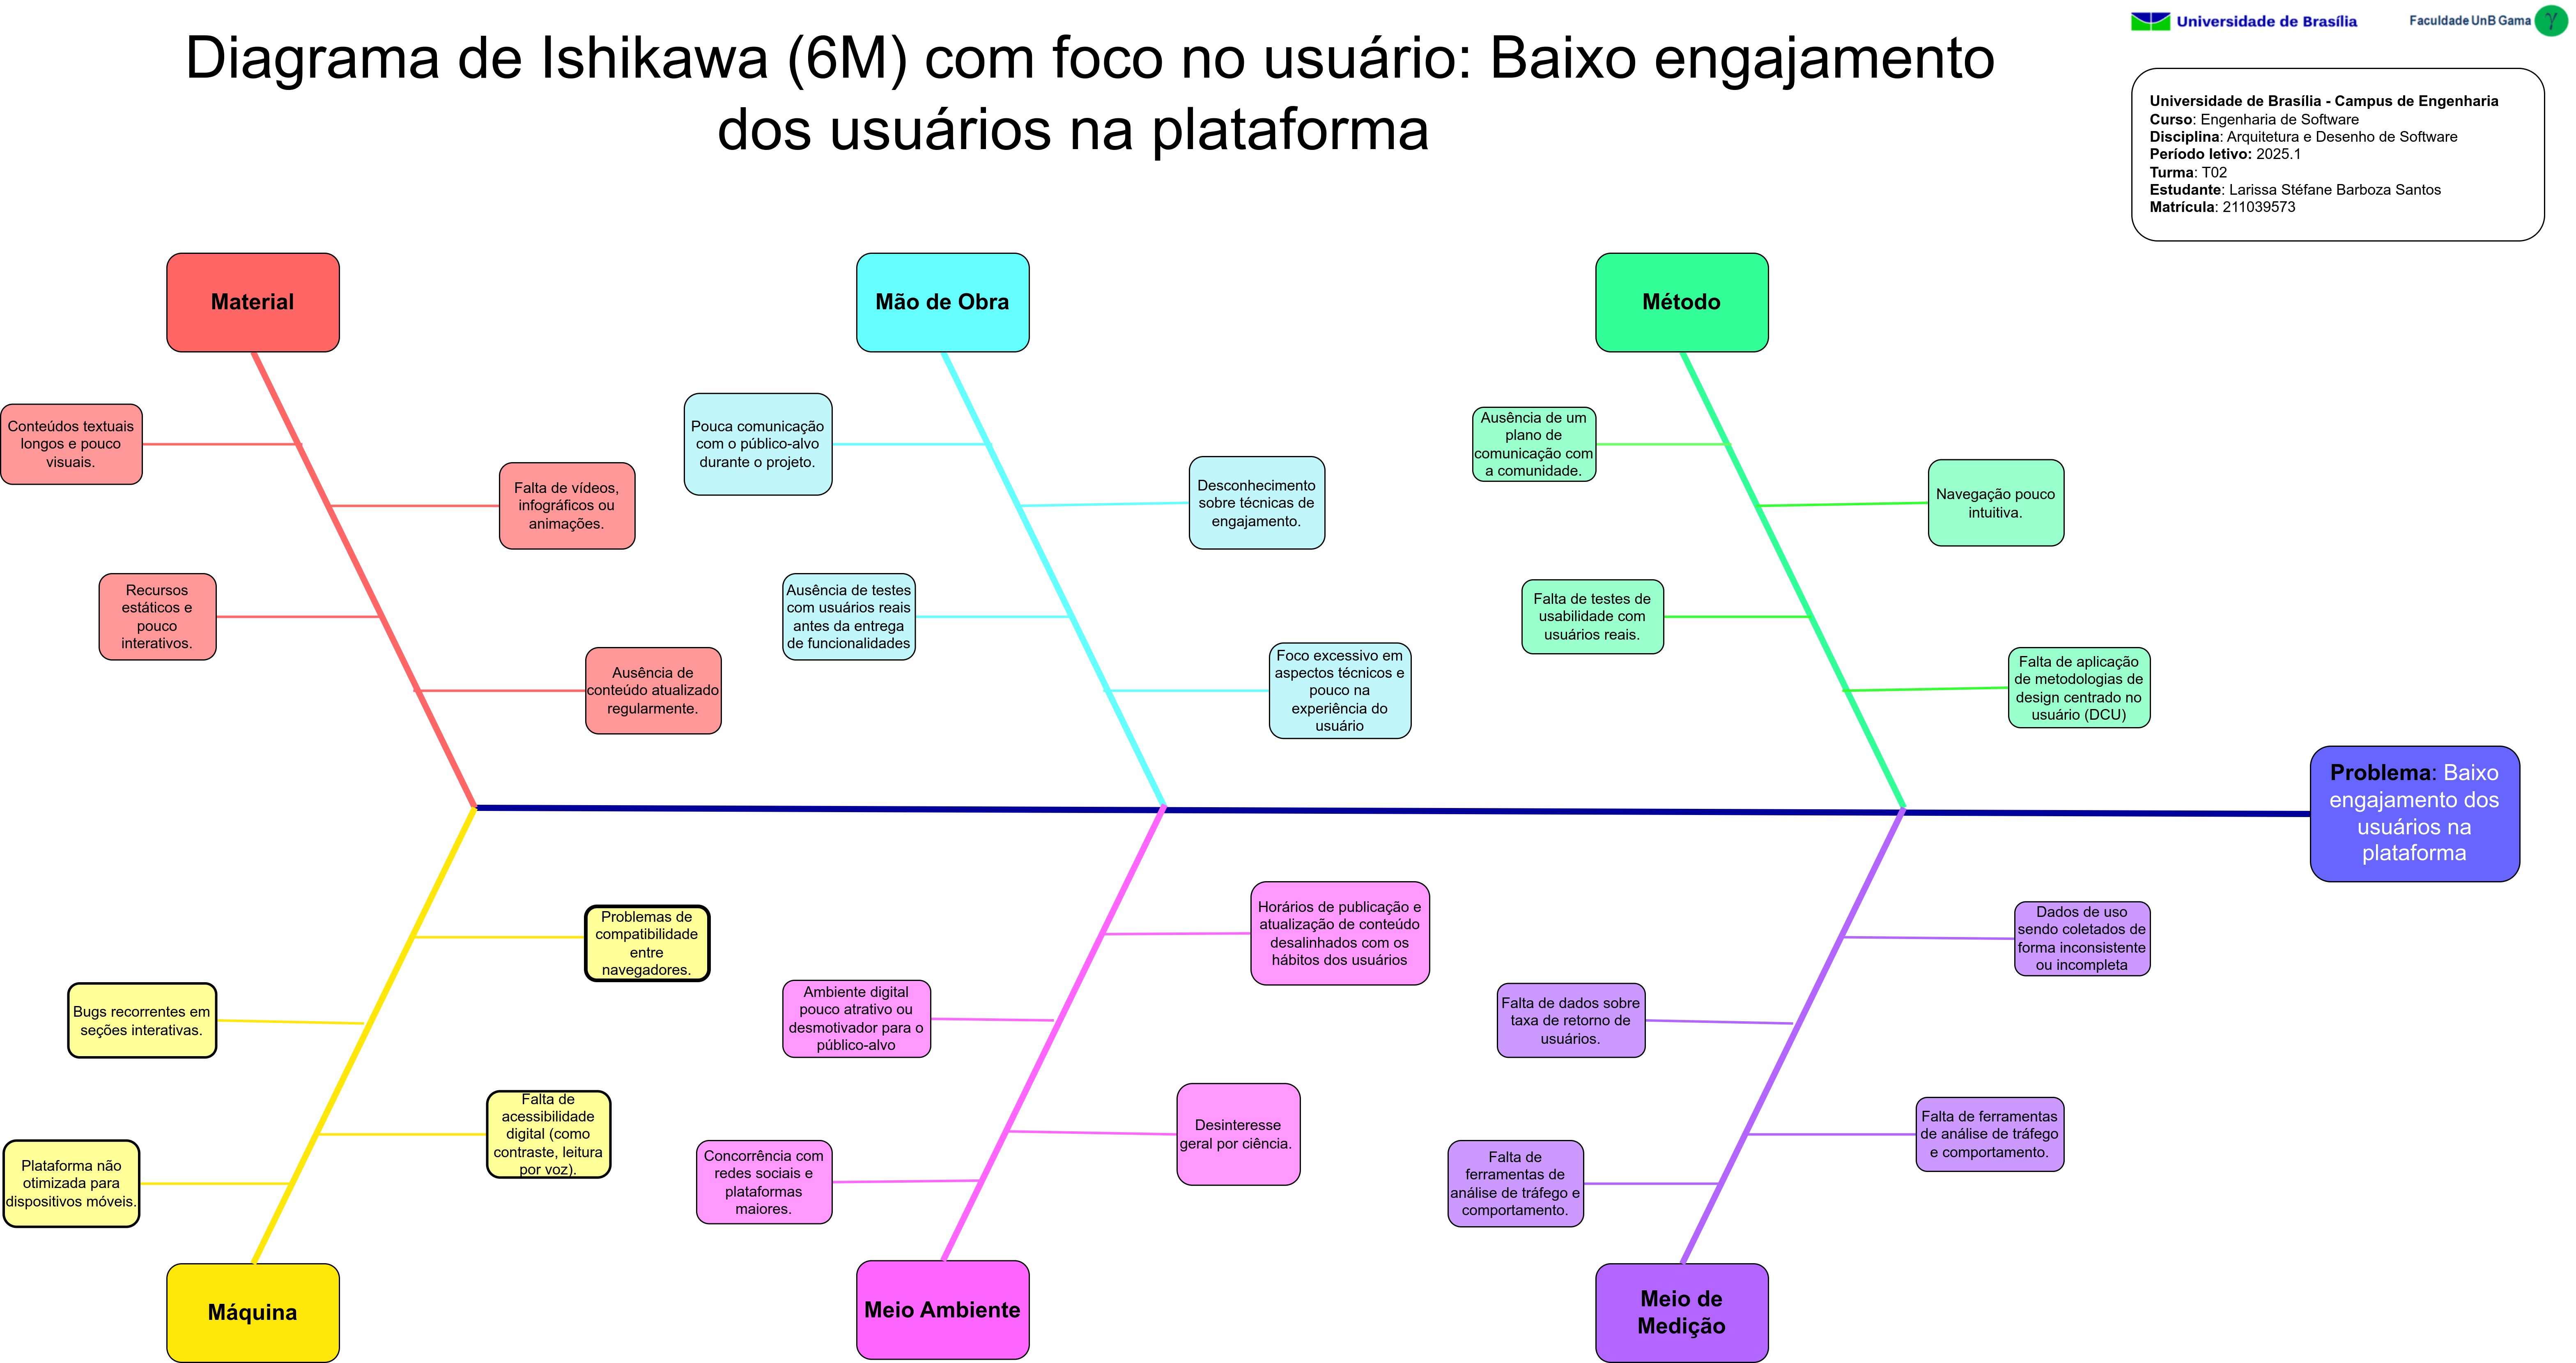 Diagrama de Ishikawa (6M) com foco no usuário: Baixo engajamento
dos usuários na plataforma
Universidade de Brasília
Faculdade UnB Gama
γ
Universidade de Brasília - Campus de Engenharia
Curso: Engenharia de Software
Disciplina: Arquitetura e Desenho de Software
Período letivo: 2025.1
Turma: T02
Estudante: Larissa Stéfane Barboza Santos
Matrícula: 211039573
Material
Conteúdos textuais
longos e pouco
visuais.
Falta de vídeos,
infográficos ou
animações.
Recursos
estáticos e
pouco
interativos.
Ausência de
conteúdo atualizado
regularmente.
Mão de Obra
Pouca comunicação
com o público-alvo
durante o projeto.
Desconhecimento
sobre técnicas de
engajamento.
Ausência de testes
com usuários reais
antes da entrega
de funcionalidades
Foco excessivo em
aspectos técnicos e
pouco na
experiência do
usuário
Método
Ausência de um
plano de
comunicação com
a comunidade.
Navegação pouco
intuitiva.
Falta de testes de
usabilidade com
usuários reais.
Falta de aplicação
de metodologias de
design centrado no
usuário (DCU)
Problema: Baixo
engajamento dos
usuários na
plataforma
Problemas de
compatibilidade
entre
navegadores.
Bugs recorrentes em
seções interativas.
Falta de
acessibilidade
digital (como
contraste, leitura
por voz).
Plataforma não
otimizada para
dispositivos móveis.
Máquina
Horários de publicação e
atualização de conteúdo
desalinhados com os
hábitos dos usuários
Ambiente digital
pouco atrativo ou
desmotivador para o
público-alvo
Desinteresse
geral por ciência.
Concorrência com
redes sociais e
plataformas
maiores.
Meio Ambiente
Dados de uso
sendo coletados de
forma inconsistente
ou incompleta
Falta de dados sobre
taxa de retorno de
usuários.
Falta de ferramentas
de análise de tráfego
e comportamento.
Falta de
ferramentas de
análise de tráfego e
comportamento.
Meio de
Medição